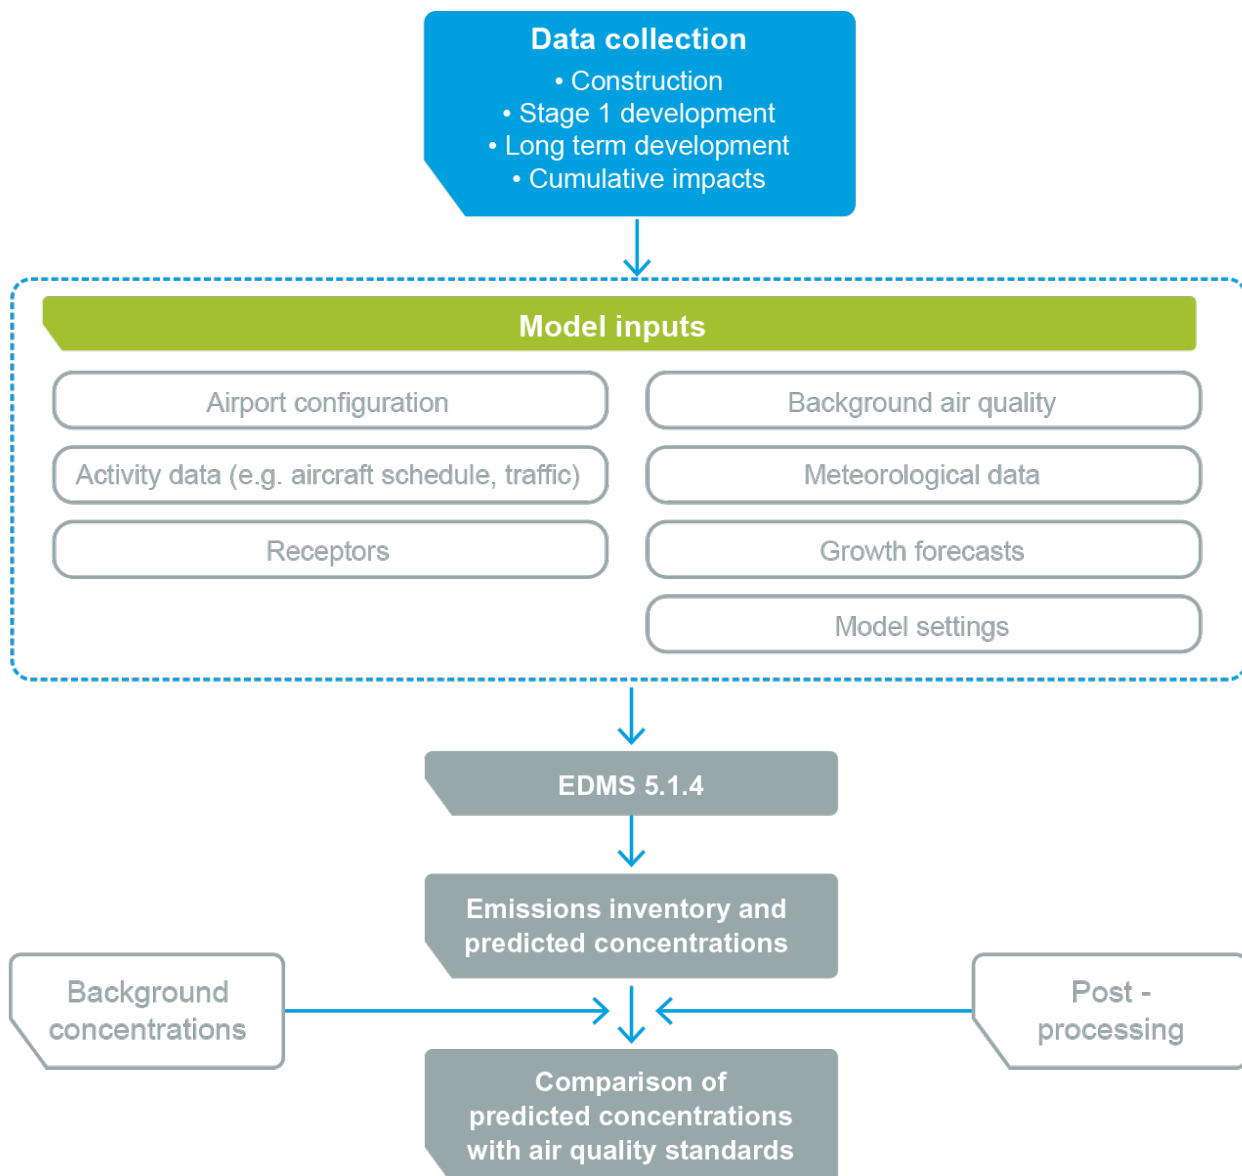 Data collection
• Construction
• Stage 1 development
• Long term development
• Cumulative impacts
Model inputs
Airport configuration
Background air quality
Activity data (e.g. aircraft schedule, traffic)
Meteorological data
Receptors
Growth forecasts
Model settings
EDMS 5.1.4
Emissions inventory and
predicted concentrations
Background
concentrations
Post -
processing
Comparison of
predicted concentrations
with air quality standards